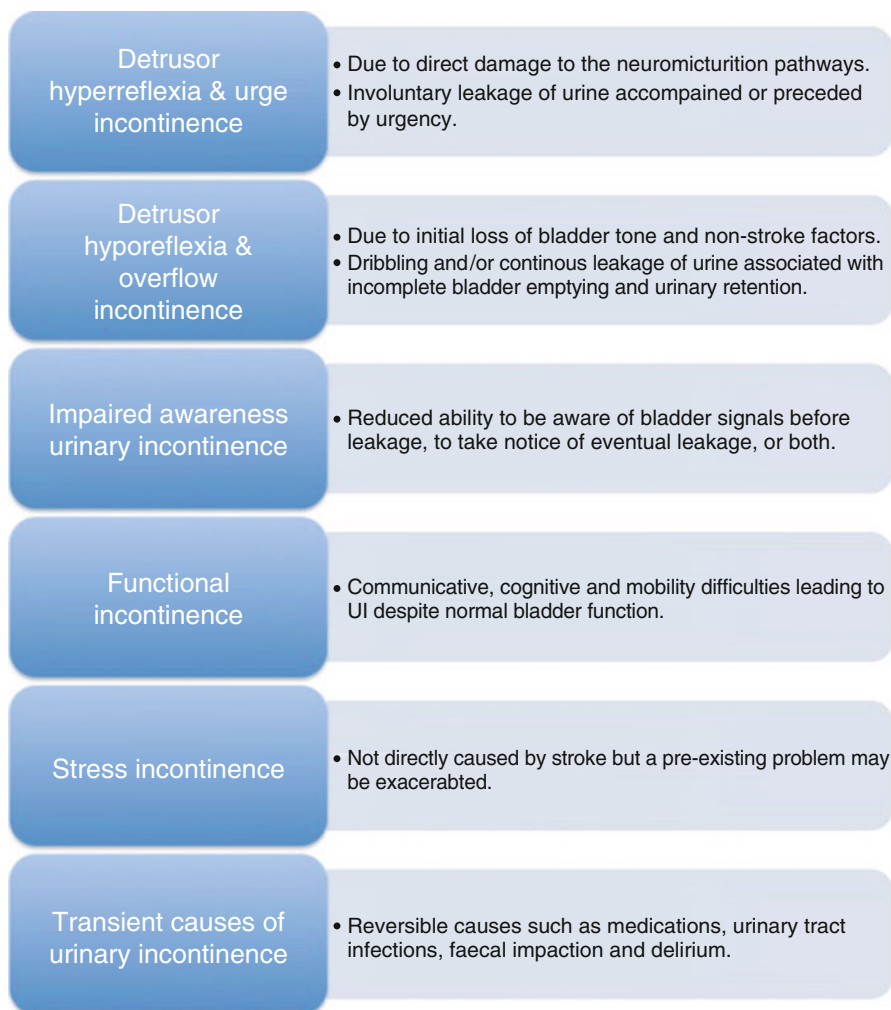 Detrusor
hyperreflexia & urge
incontinence
• Due to direct damage to the neuromicturition pathways.
• Involuntary leakage of urine accompained or preceded
by urgency.
Detrusor
hyporeflexia &
overflow
incontinence
• Due to initial loss of bladder tone and non-stroke factors.
• Dribbling and/or continous leakage of urine associated with
incomplete bladder emptying and urinary retention.
Impaired awareness
urinary incontinence
• Reduced ability to be aware of bladder signals before
leakage, to take notice of eventual leakage, or both.
Functional
incontinence
• Communicative, cognitive and mobility difficulties leading to
UI despite normal bladder function.
Stress incontinence
• Not directly caused by stroke but a pre-existing problem may
be exacerabted.
Transient causes of
urinary incontinence
• Reversible causes such as medications, urinary tract
infections, faecal impaction and delirium.